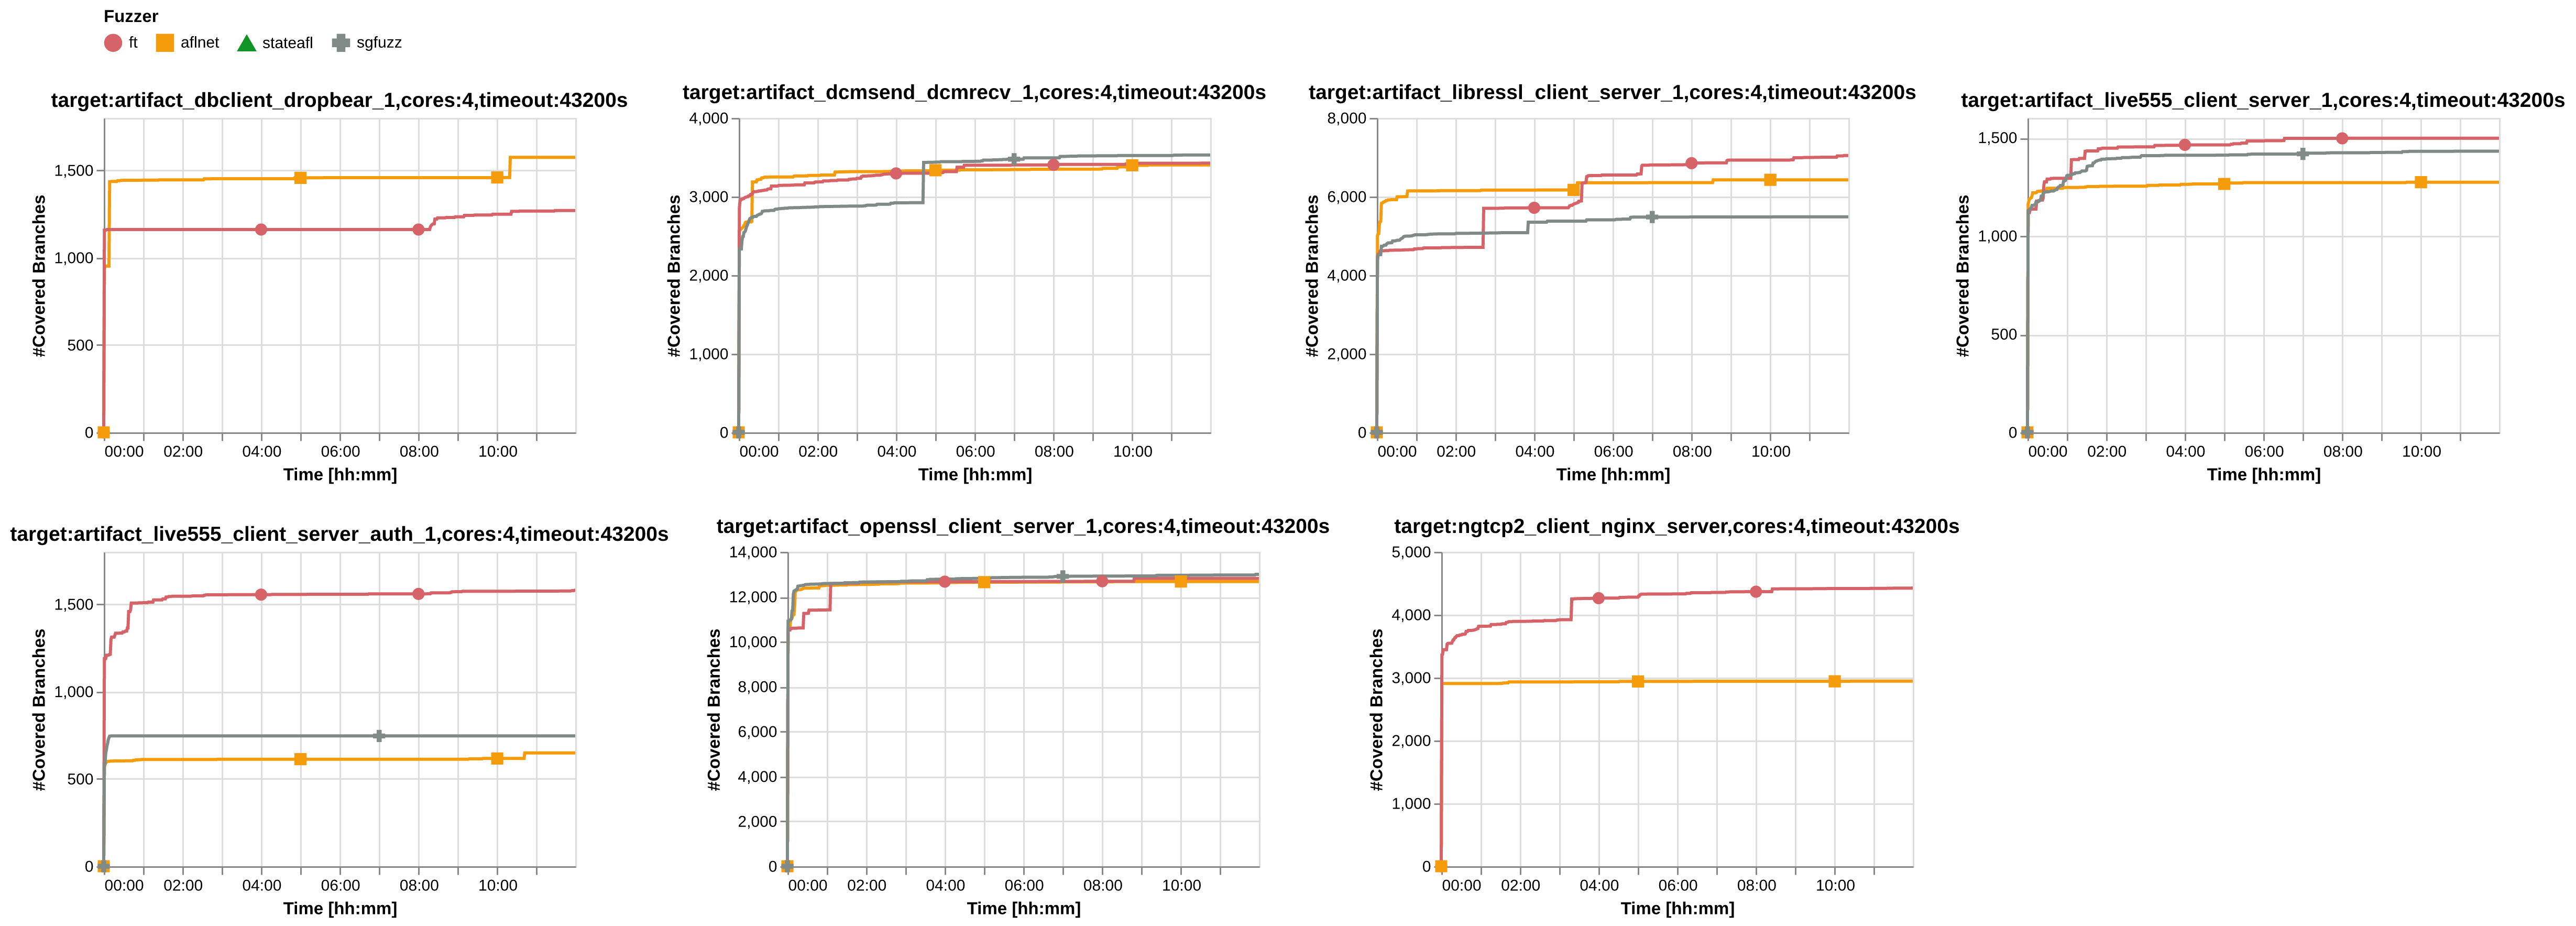 Fuzzer
ft aflnet stateafl sgfuzz
target:artifact_dbclient_dropbear_1,cores:4,timeout:43200s
#Covered Branches
1,500
1,000
500
0
00:00 02:00 04:00 06:00 08:00 10:00
Time [hh:mm]
target:artifact_dcmsend_dcmrecv_1,cores:4,timeout:43200s
#Covered Branches
4,000
3,000
2,000
1,000
0
00:00 02:00 04:00 06:00 08:00 10:00
Time [hh:mm]
target:artifact_libressl_client_server_1,cores:4,timeout:43200s
#Covered Branches
8,000
6,000
4,000
2,000
0
00:00 02:00 04:00 06:00 08:00 10:00
Time [hh:mm]
target:artifact_live555_client_server_1,cores:4,timeout:43200s
#Covered Branches
1,500
1,000
500
0
00:00 02:00 04:00 06:00 08:00 10:00
Time [hh:mm]
target:artifact_live555_client_server_auth_1,cores:4,timeout:43200s
#Covered Branches
1,500
1,000
500
0
00:00 02:00 04:00 06:00 08:00 10:00
Time [hh:mm]
target:artifact_openssl_client_server_1,cores:4,timeout:43200s
#Covered Branches
14,000
12,000
10,000
8,000
6,000
4,000
2,000
0
00:00 02:00 04:00 06:00 08:00 10:00
Time [hh:mm]
target:ngtcp2_client_nginx_server,cores:4,timeout:43200s
#Covered Branches
5,000
4,000
3,000
2,000
1,000
0
00:00 02:00 04:00 06:00 08:00 10:00
Time [hh:mm]